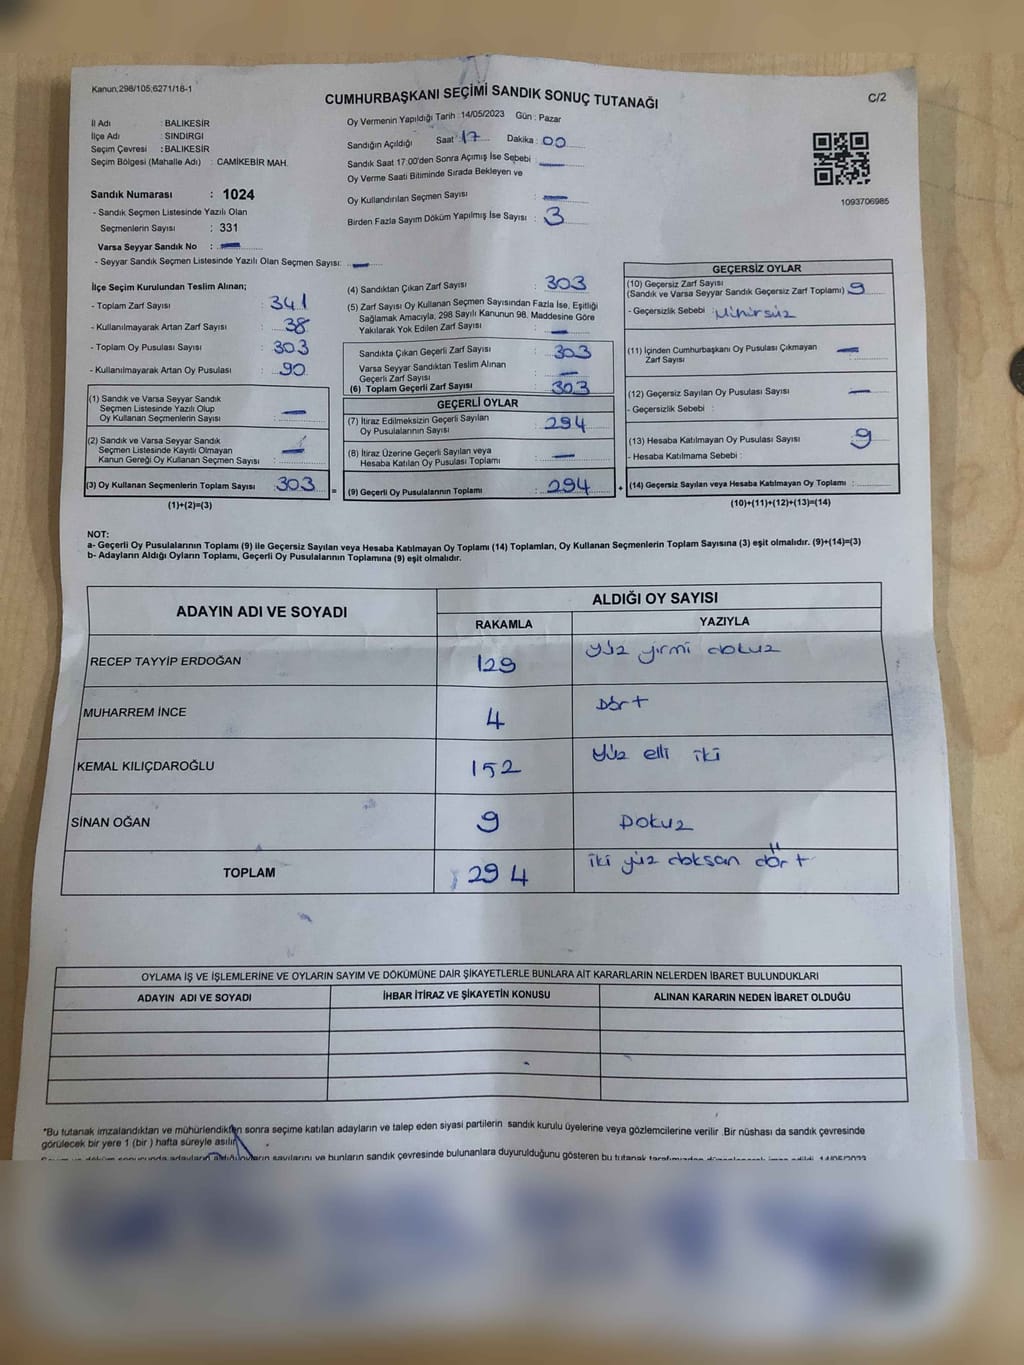 Kanun,298/105,6271/18-1
CUMHURBAŞKANI SEÇİMİ SANDIK SONUÇ TUTANAĞI
C/2
İl Adı : BALIKESİR
İlçe Adı : SINDIRGI
Seçim Çevresi : BALIKESİR
Seçim Bölgesi (Mahalle Adı) : CAMİKEBİR MAH.
Sandık Numarası : 1024
- Sandık Seçmen Listesinde Yazılı Olan
Seçmenlerin Sayısı : 331
Varsa Seyyar Sandık No : —
- Seyyar Sandık Seçmen Listesinde Yazılı Olan Seçmen Sayısı: —
Oy Vermenin Yapıldığı Tarih : 14/05/2023 Gün : Pazar
Sandığın Açıldığı Saat : 17 Dakika : 00
Sandık Saat 17.00'den Sonra Açımış İse Sebebi : —
Oy Verme Saati Bitiminde Sırada Bekleyen ve
Oy Kullandırılan Seçmen Sayısı : —
Birden Fazla Sayım Döküm Yapılmış İse Sayısı : 3
1093706985
İlçe Seçim Kurulundan Teslim Alınan;
- Toplam Zarf Sayısı : 341
- Kullanılmayarak Artan Zarf Sayısı : 38
- Toplam Oy Pusulası Sayısı : 303
- Kullanılmayarak Artan Oy Pusulası : 90
(1) Sandık ve Varsa Seyyar Sandık
Seçmen Listesinde Yazılı Olup
Oy Kullanan Seçmenlerin Sayısı : —
(2) Sandık ve Varsa Seyyar Sandık
Seçmen Listesinde Kayıtlı Olmayan
Kanun Gereği Oy Kullanan Seçmen Sayısı : —
(3) Oy Kullanan Seçmenlerin Toplam Sayısı : 303
(1)+(2)=(3)
(4) Sandıktan Çıkan Zarf Sayısı : 303
(5) Zarf Sayısı Oy Kullanan Seçmen Sayısından Fazla İse, Eşitliği
Sağlamak Amacıyla, 298 Sayılı Kanunun 98. Maddesine Göre
Yakılarak Yok Edilen Zarf Sayısı : —
Sandıkta Çıkan Geçerli Zarf Sayısı : 303
Varsa Seyyar Sandıktan Teslim Alınan
Geçerli Zarf Sayısı : —
(6) Toplam Geçerli Zarf Sayısı : 303
GEÇERLİ OYLAR
(7) İtiraz Edilmeksizin Geçerli Sayılan
Oy Pusulalarının Sayısı : 294
(8) İtiraz Üzerine Geçerli Sayılan veya
Hesaba Katılan Oy Pusulası Toplamı : —
= (9) Geçerli Oy Pusulalarının Toplamı : 294
GEÇERSİZ OYLAR
(10) Geçersiz Zarf Sayısı
(Sandık ve Varsa Seyyar Sandık Geçersiz Zarf Toplamı) : 9
- Geçersizlik Sebebi : Mühürsüz
(11) İçinden Cumhurbaşkanı Oy Pusulası Çıkmayan
Zarf Sayısı : —
(12) Geçersiz Sayılan Oy Pusulası Sayısı : —
- Geçersizlik Sebebi :
(13) Hesaba Katılmayan Oy Pusulası Sayısı : 9
- Hesaba Katılmama Sebebi :
+ (14) Geçersiz Sayılan veya Hesaba Katılmayan Oy Toplamı :
(10)+(11)+(12)+(13)=(14)
NOT:
a- Geçerli Oy Pusulalarının Toplamı (9) ile Geçersiz Sayılan veya Hesaba Katılmayan Oy Toplamı (14) Toplamları, Oy Kullanan Seçmenlerin Toplam Sayısına (3) eşit olmalıdır. (9)+(14)=(3)
b- Adayların Aldığı Oyların Toplamı, Geçerli Oy Pusulalarının Toplamına (9) eşit olmalıdır.
ADAYIN ADI VE SOYADI ALDIĞI OY SAYISI
RAKAMLA YAZIYLA
RECEP TAYYİP ERDOĞAN 129 yüz yirmi dokuz
MUHARREM İNCE 4 Dört
KEMAL KILIÇDAROĞLU 152 Yüz elli iki
SİNAN OĞAN 9 Dokuz
TOPLAM 294 iki yüz doksan dört
OYLAMA İŞ VE İŞLEMLERİNE VE OYLARIN SAYIM VE DÖKÜMÜNE DAİR ŞİKAYETLERLE BUNLARA AİT KARARLARIN NELERDEN İBARET BULUNDUKLARI
ADAYIN ADI VE SOYADI İHBAR İTİRAZ VE ŞİKAYETİN KONUSU ALINAN KARARIN NEDEN İBARET OLDUĞU
*Bu tutanak imzalandıktan ve mühürlendikten sonra seçime katılan adayların ve talep eden siyasi partilerin sandık kurulu üyelerine veya gözlemcilerine verilir .Bir nüshası da sandık çevresinde
görülecek bir yere 1 (bir ) hafta süreyle asılır.
sonucunda adayların aldığı oyların sayılarını ve bunların sandık çevresinde bulunanlara duyurulduğunu gösteren bu tutanak 14/05/2023